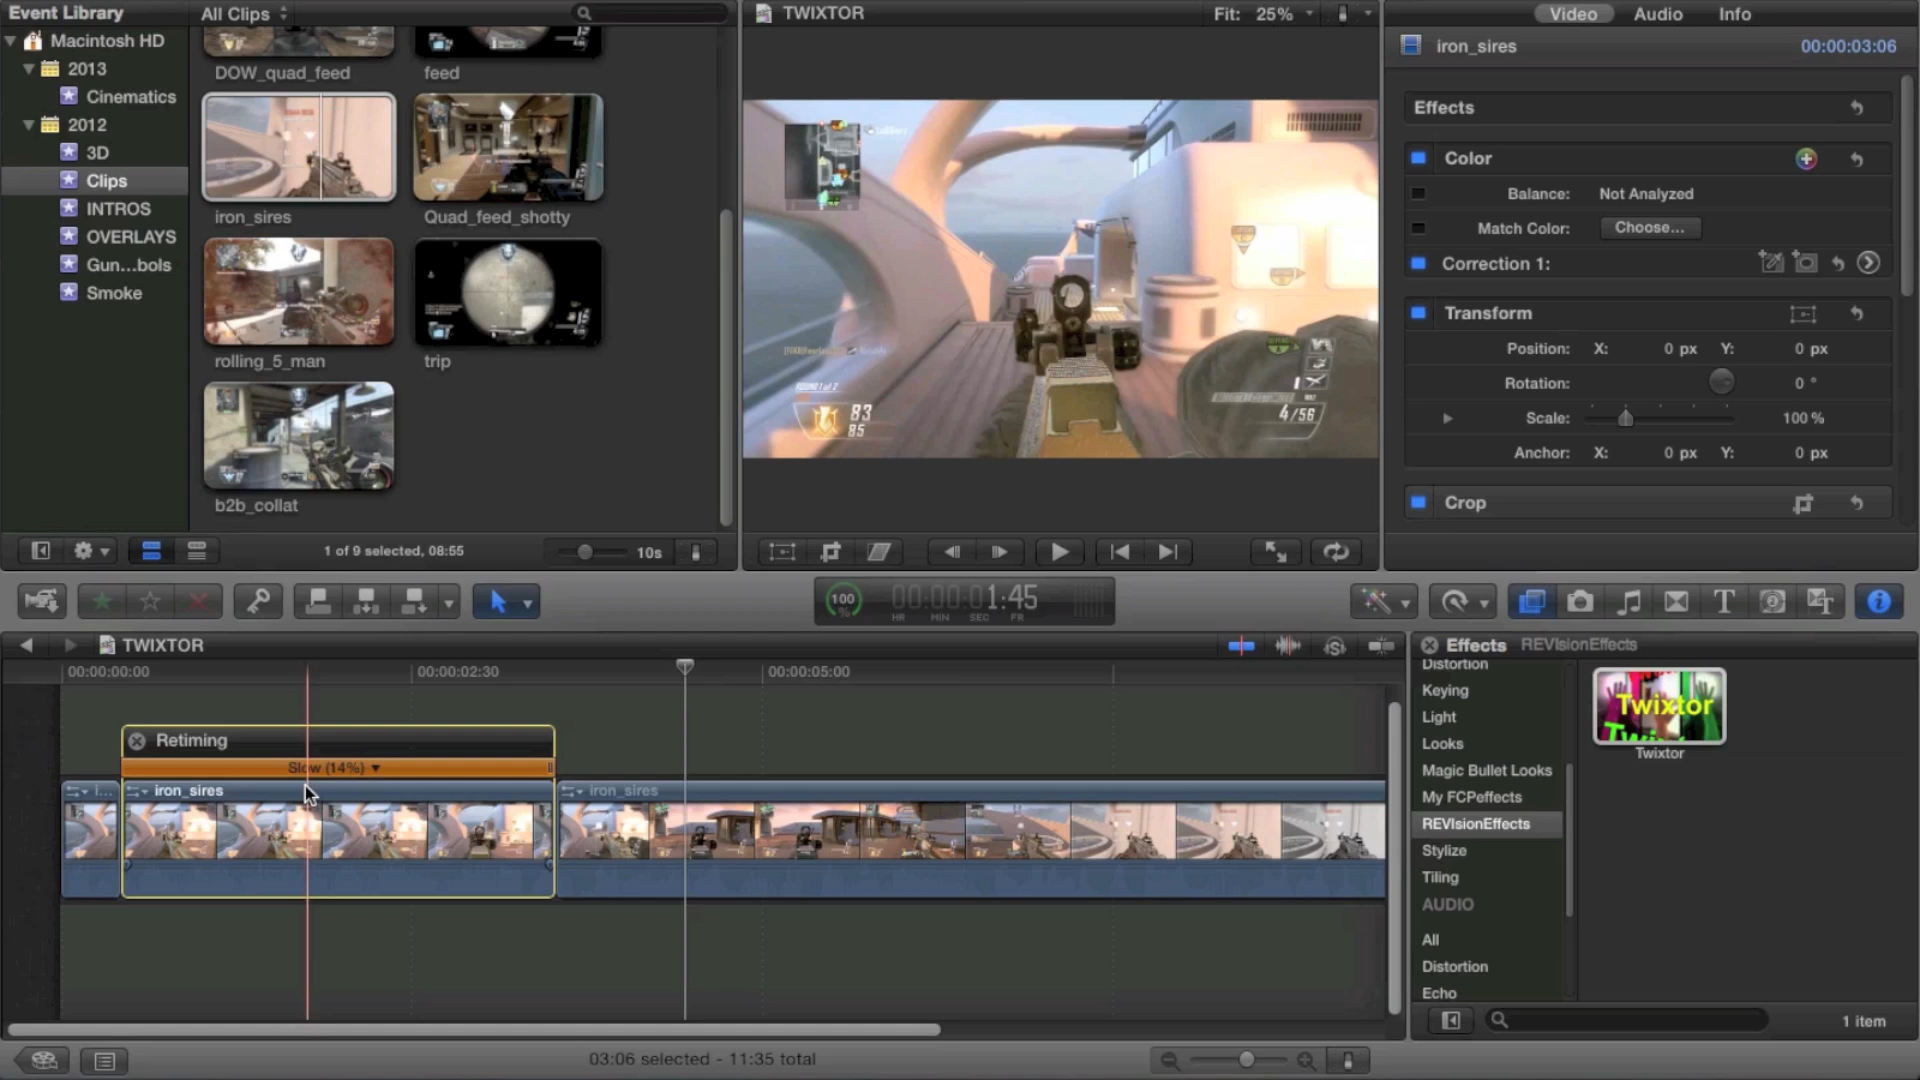 Event Library
All Clips
Macintosh HD
2013
Cinematics
2012
3D
Clips
INTROS
OVERLAYS
Gun...bols
Smoke
DOW_quad_feed
feed
iron_sires
Quad_feed_shotty
rolling_5_man
trip
b2b_collat
1 of 9 selected, 08:55
10s
TWIXTOR
Fit: 25%
ROUND 1 of 2
83
85
4/56
Video
Audio
Info
iron_sires
00:00:03:06
Effects
Color
Balance: Not Analyzed
Match Color: Choose...
Correction 1:
Transform
Position: X: 0 px Y: 0 px
Rotation: 0 °
Scale: 100 %
Anchor: X: 0 px Y: 0 px
Crop
100
%
00:00:01:45
HR MIN SEC FR
TWIXTOR
00:00:00:00
00:00:02:30
00:00:05:00
Retiming
Slow (14%)
i...
iron_sires
iron_sires
Effects REVisionEffects
Distortion
Keying
Light
Looks
Magic Bullet Looks
My FCPeffects
REVisionEffects
Stylize
Tiling
AUDIO
All
Distortion
Echo
Twixtor
Twixtor
1 item
03:06 selected - 11:35 total